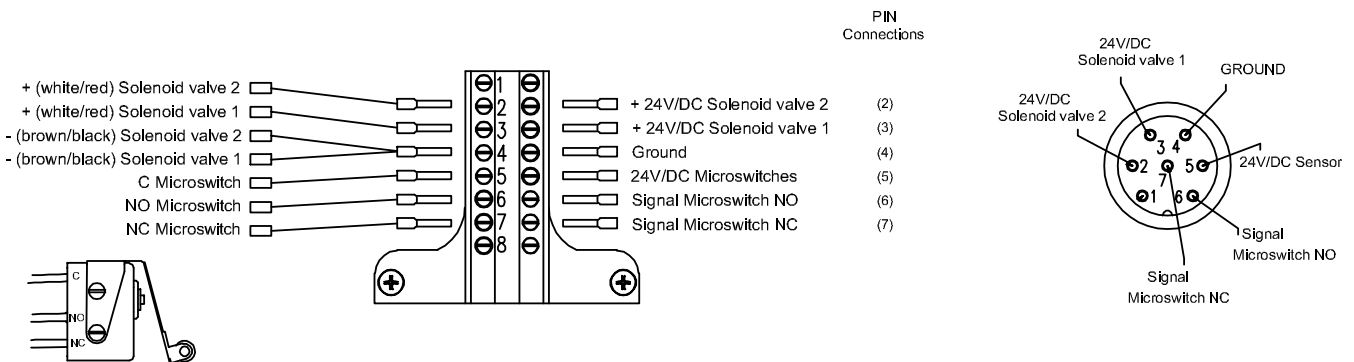 PIN
Connections
+ (white/red) Solenoid valve 2
+ (white/red) Solenoid valve 1
- (brown/black) Solenoid valve 2
- (brown/black) Solenoid valve 1
C Microswitch
NO Microswitch
NC Microswitch
1
2
3
4
5
6
7
8
+ 24V/DC Solenoid valve 2 (2)
+ 24V/DC Solenoid valve 1 (3)
Ground (4)
24V/DC Microswitches (5)
Signal Microswitch NO (6)
Signal Microswitch NC (7)
24V/DC
Solenoid valve 1
GROUND
24V/DC
Solenoid valve 2
3 4
2 5
7
1 6
24V/DC Sensor
Signal
Microswitch NO
Signal
Microswitch NC
C
NO
NC